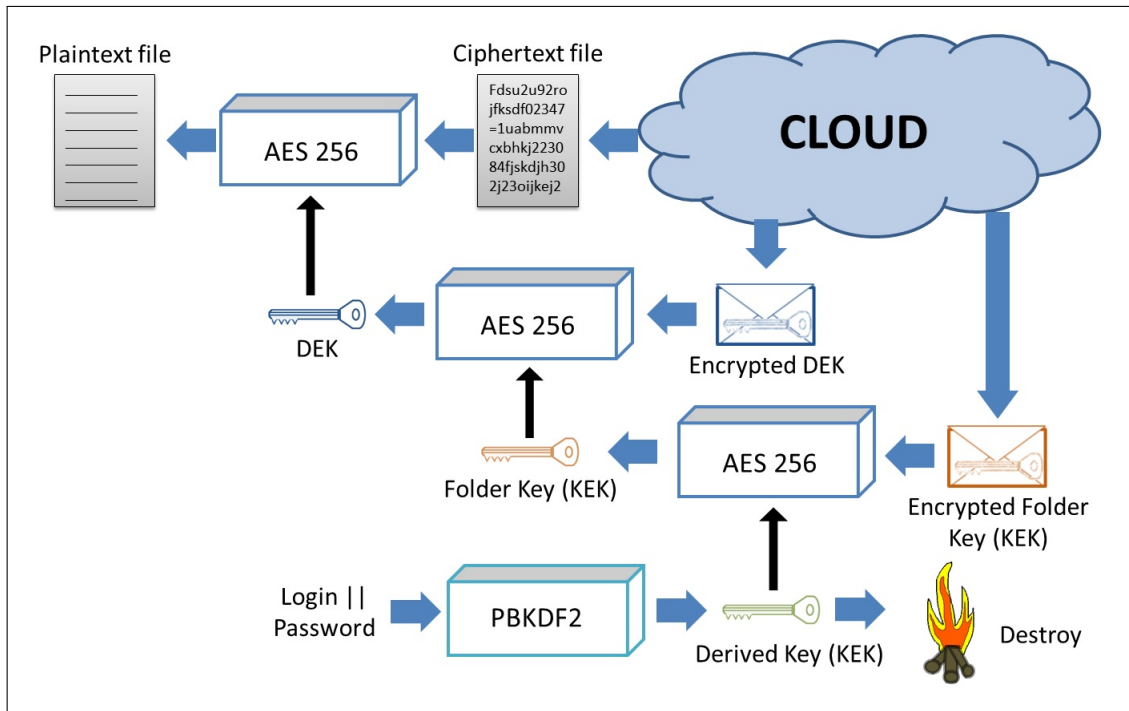 Plaintext file
Ciphertext file
Fdsu2u92ro
jfksdf02347
=1uabmmv
cxbhkj2230
84fjskdjh30
2j23oijkej2
CLOUD
AES 256
AES 256
DEK
Encrypted DEK
AES 256
Folder Key (KEK)
Encrypted Folder
Key (KEK)
Login ||
Password
PBKDF2
Derived Key (KEK)
Destroy